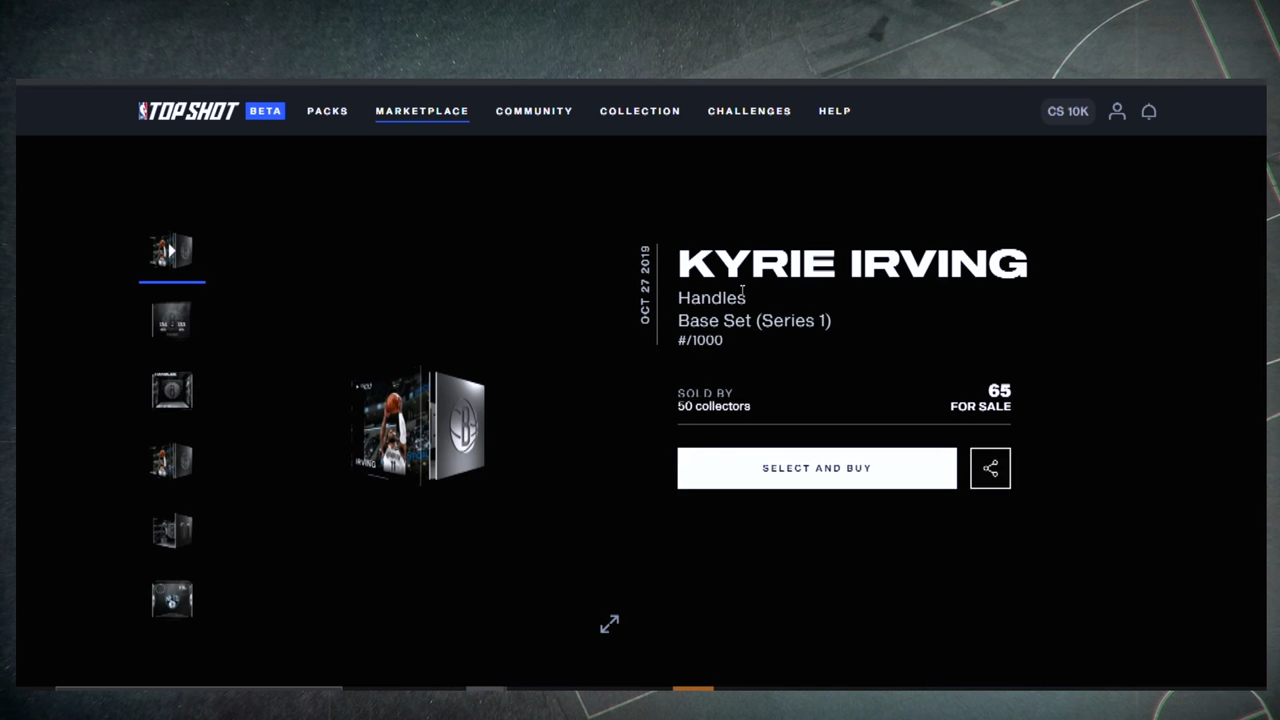 TOP SHOT BETA PACKS MARKETPLACE COMMUNITY COLLECTION CHALLENGES HELP CS 10K
OCT 27 2019
KYRIE IRVING
Handles
Base Set (Series 1)
#/1000
SOLD BY
50 collectors
65
FOR SALE
SELECT AND BUY
IRVING